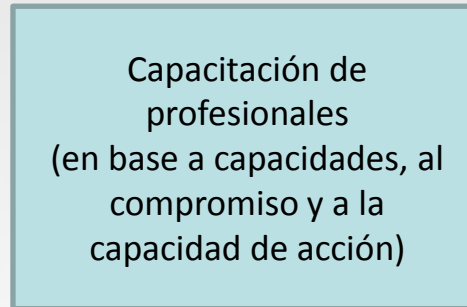 Capacitación de
profesionales
(en base a capacidades, al
compromiso y a la
capacidad de acción)